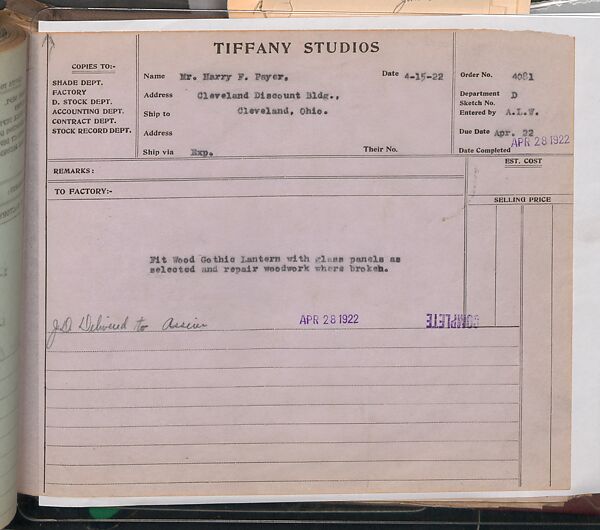 TIFFANY STUDIOS
COPIES TO:-
SHADE DEPT.
FACTORY
D. STOCK DEPT.
ACCOUNTING DEPT.
CONTRACT DEPT.
STOCK RECORD DEPT.
Name Mr. Harry F. Payer, Date 4-15-22
Address Cleveland Discount Bldg.,
Ship to Cleveland, Ohio.
Address
Ship via Exp. Their No.
Order No. 4081
Department D
Sketch No.
Entered by A.L.W.
Due Date Apr. 22
Date Completed APR 28 1922
REMARKS:
EST. COST
TO FACTORY:-
SELLING PRICE
Fit Wood Gothic Lantern with glass panels as
selected and repair woodwork where broken.
Delivered to
APR 28 1922
COMPLETE